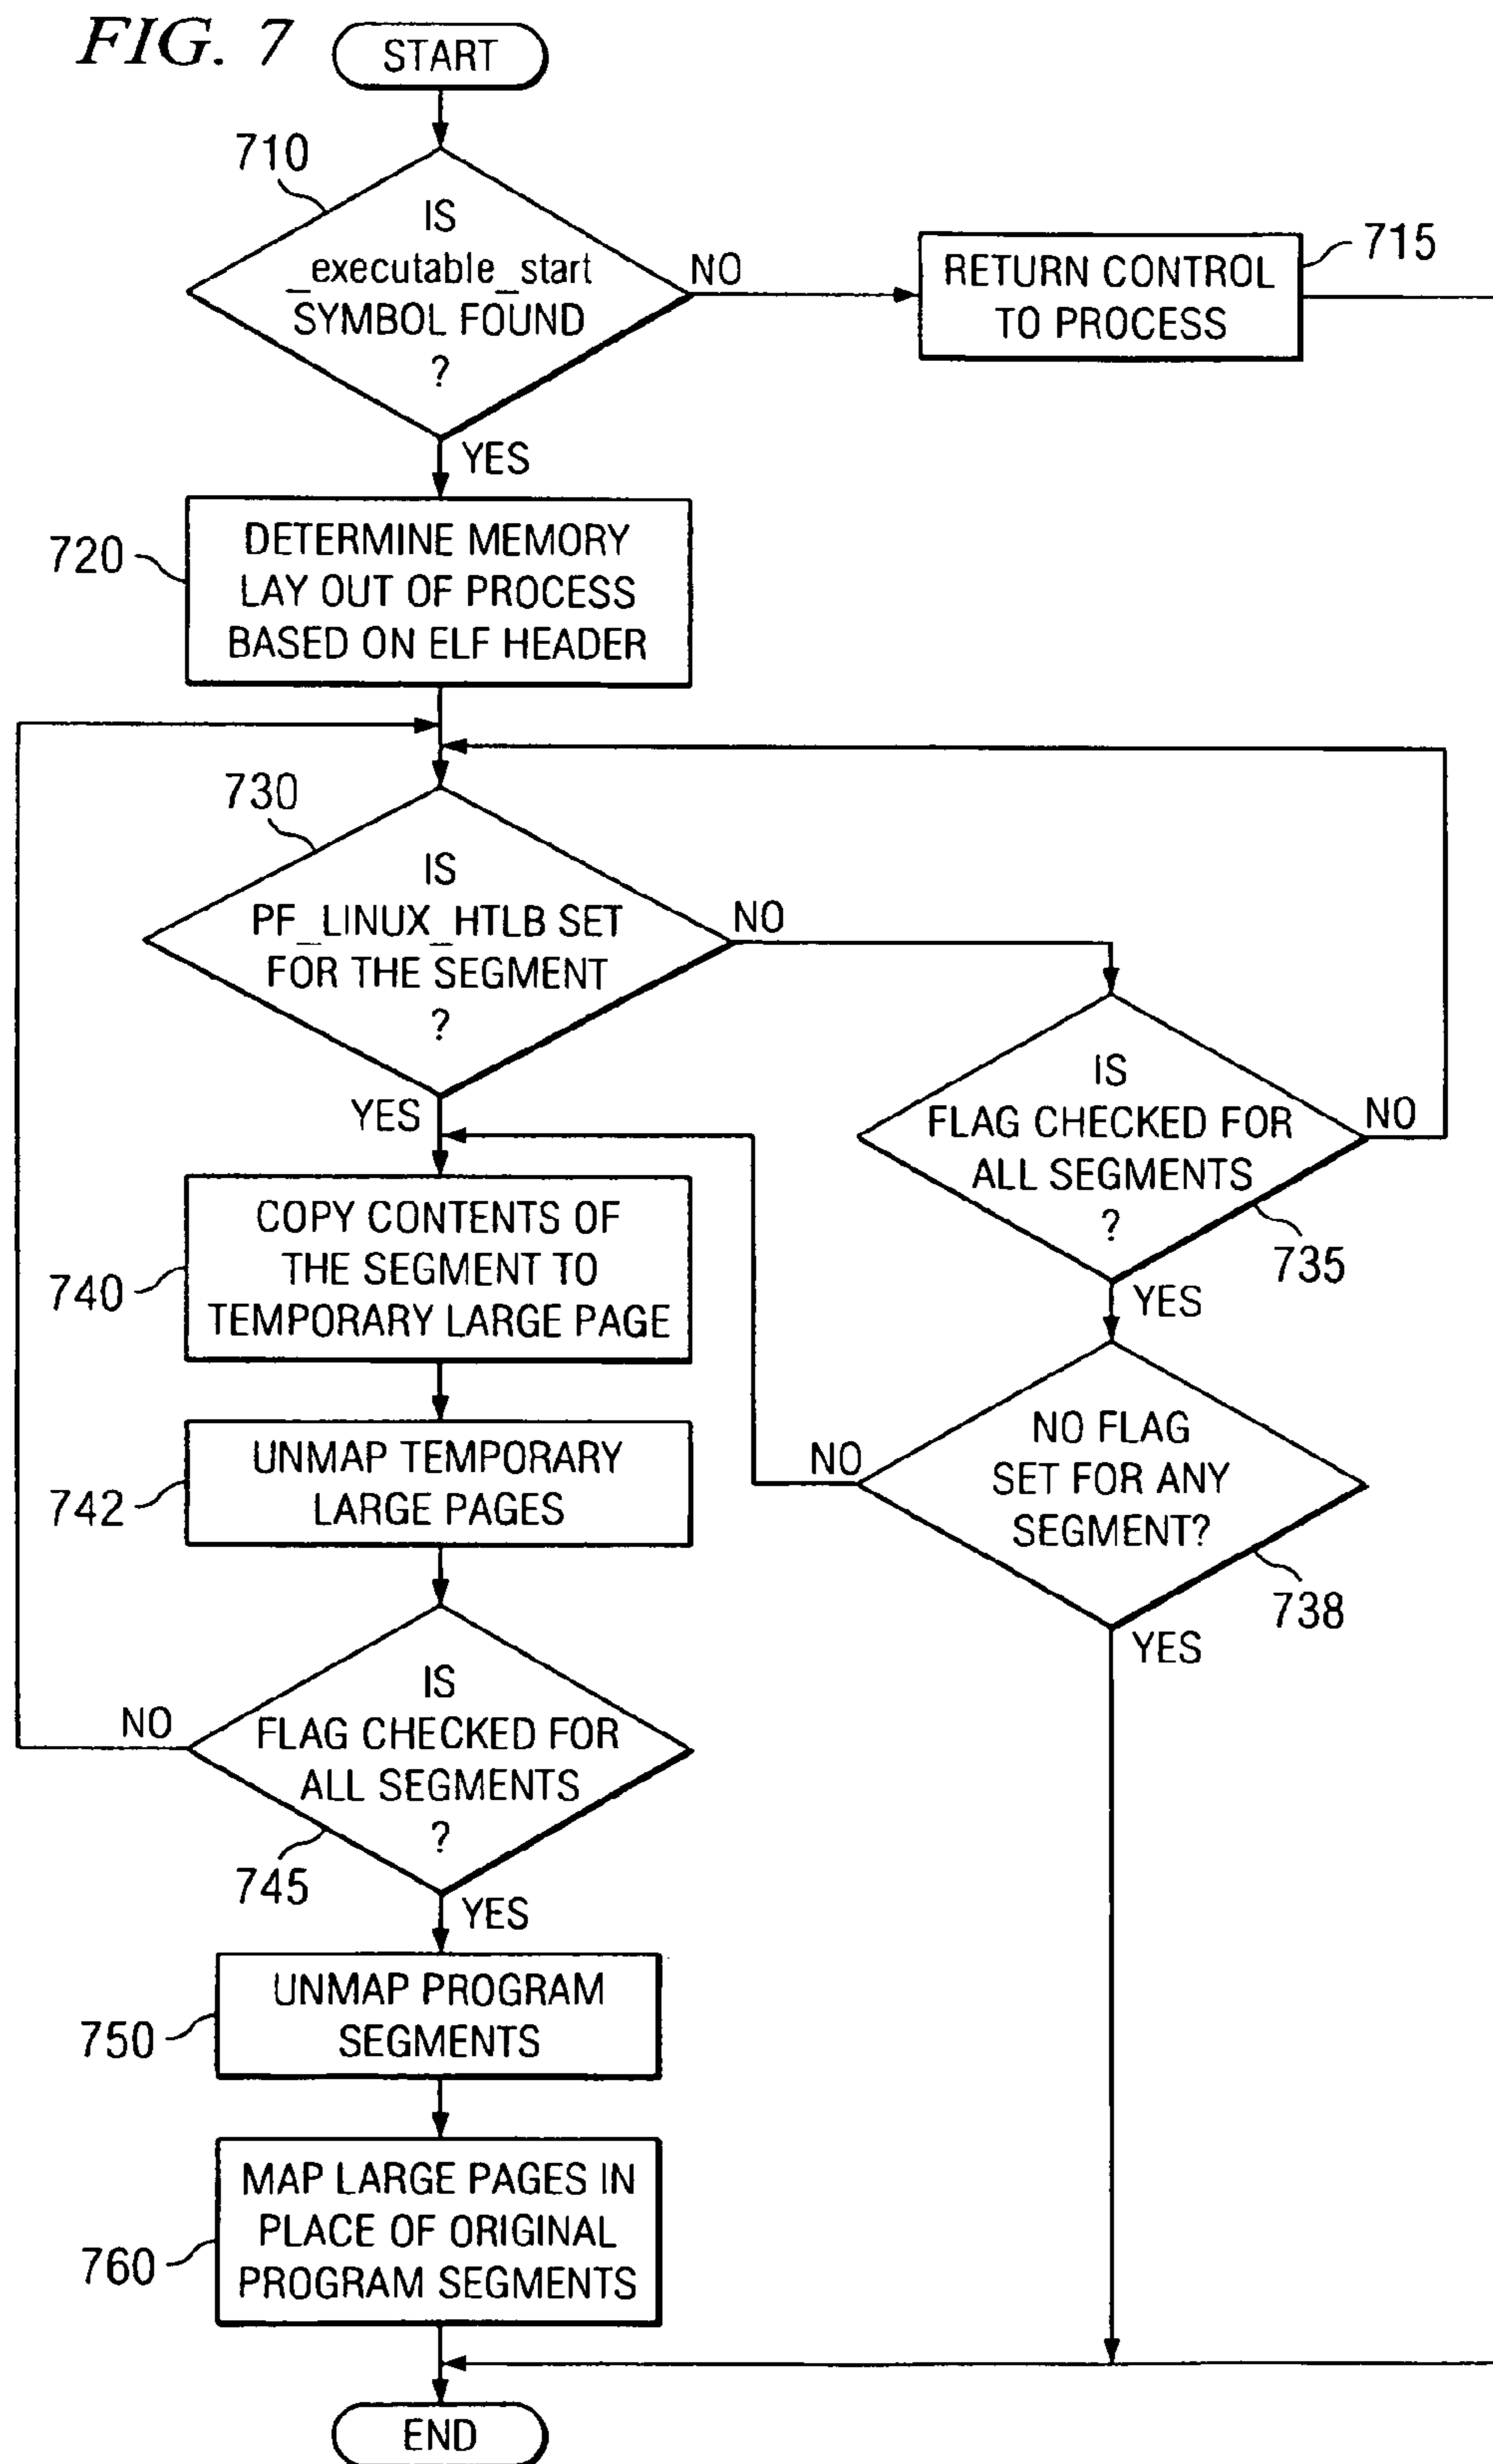 FIG. 7
START
710
IS
_executable_start
SYMBOL FOUND
?
NO
RETURN CONTROL
TO PROCESS
715
YES
720
DETERMINE MEMORY
LAY OUT OF PROCESS
BASED ON ELF HEADER
730
IS
PF_LINUX_HTLB SET
FOR THE SEGMENT
?
NO
YES
IS
FLAG CHECKED FOR
ALL SEGMENTS
?
NO
735
YES
740
COPY CONTENTS OF
THE SEGMENT TO
TEMPORARY LARGE PAGE
NO FLAG
SET FOR ANY
SEGMENT?
NO
738
YES
742
UNMAP TEMPORARY
LARGE PAGES
IS
FLAG CHECKED FOR
ALL SEGMENTS
?
NO
745
YES
750
UNMAP PROGRAM
SEGMENTS
760
MAP LARGE PAGES IN
PLACE OF ORIGINAL
PROGRAM SEGMENTS
END